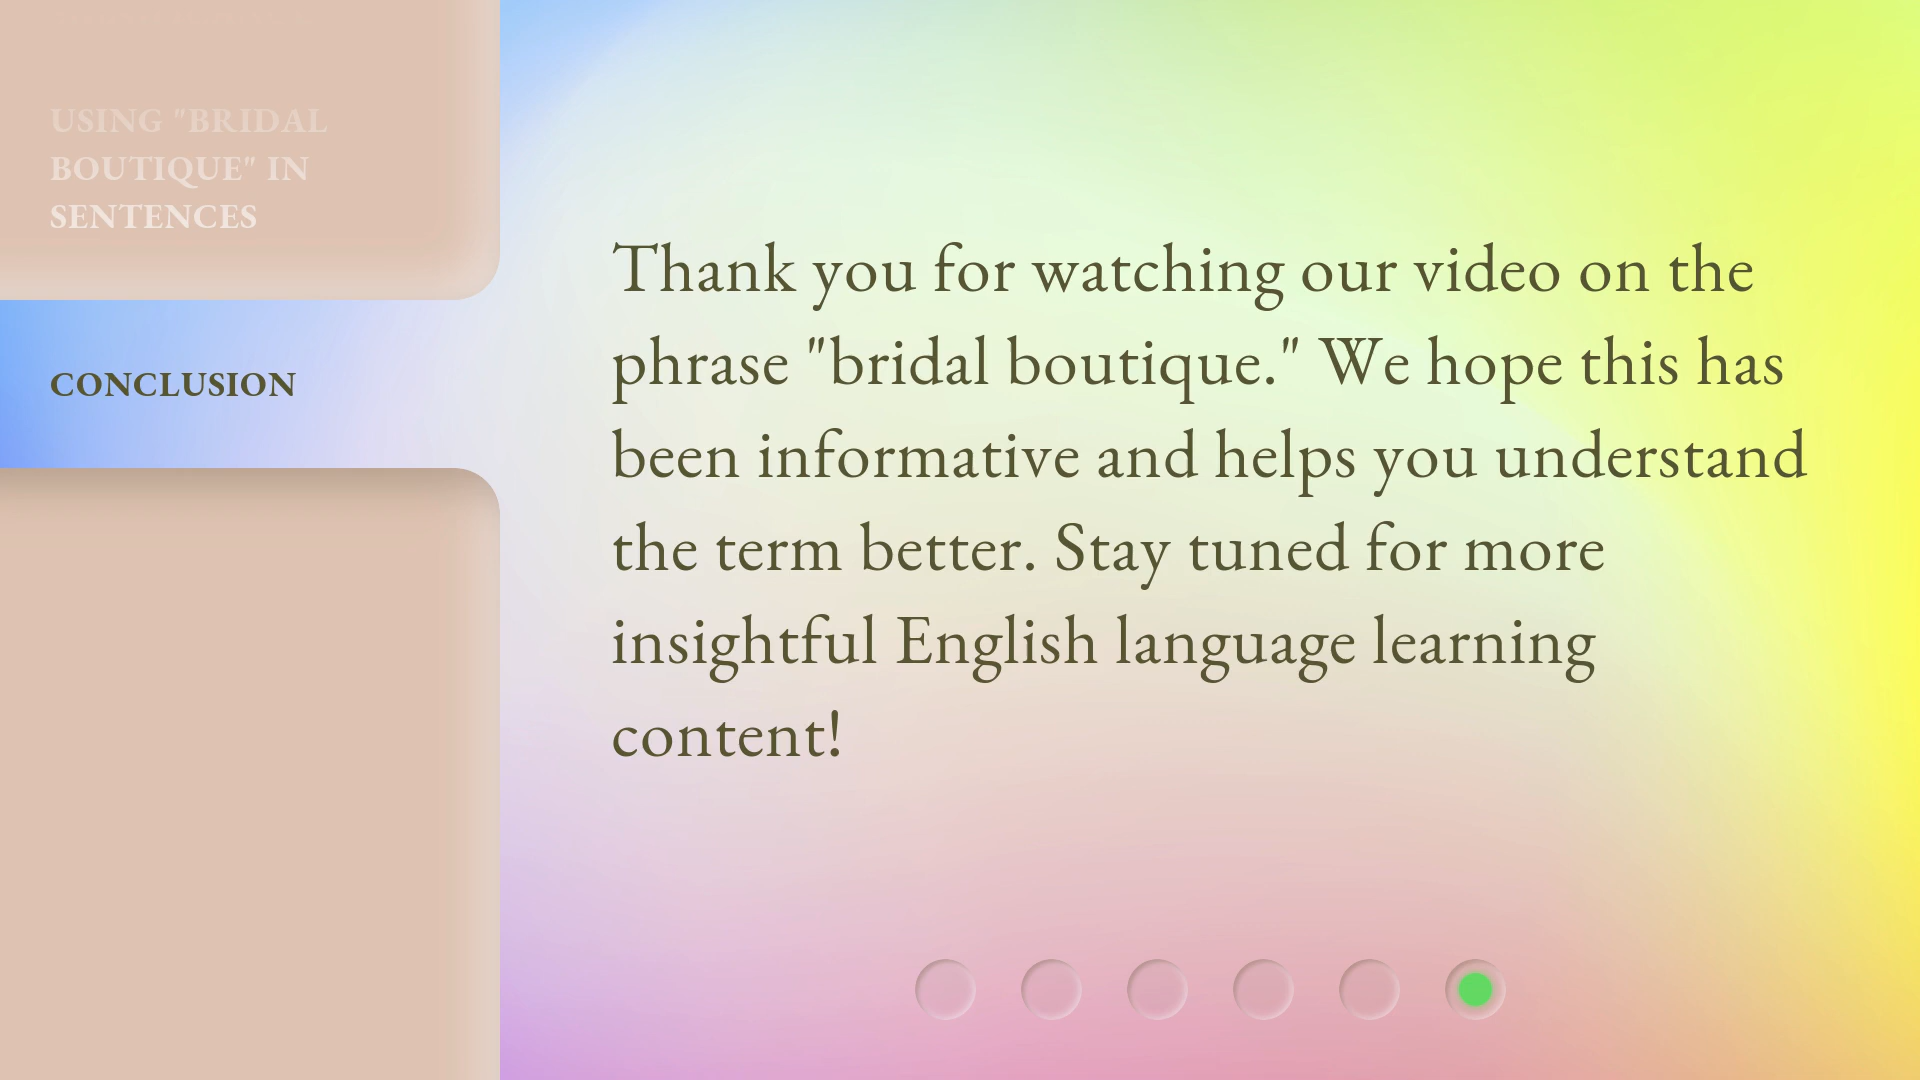 USING "BRIDAL
BOUTIQUE" IN
SENTENCES
CONCLUSION
Thank you for watching our video on the
phrase "bridal boutique." We hope this has
been informative and helps you understand
the term better. Stay tuned for more
insightful English language learning
content!